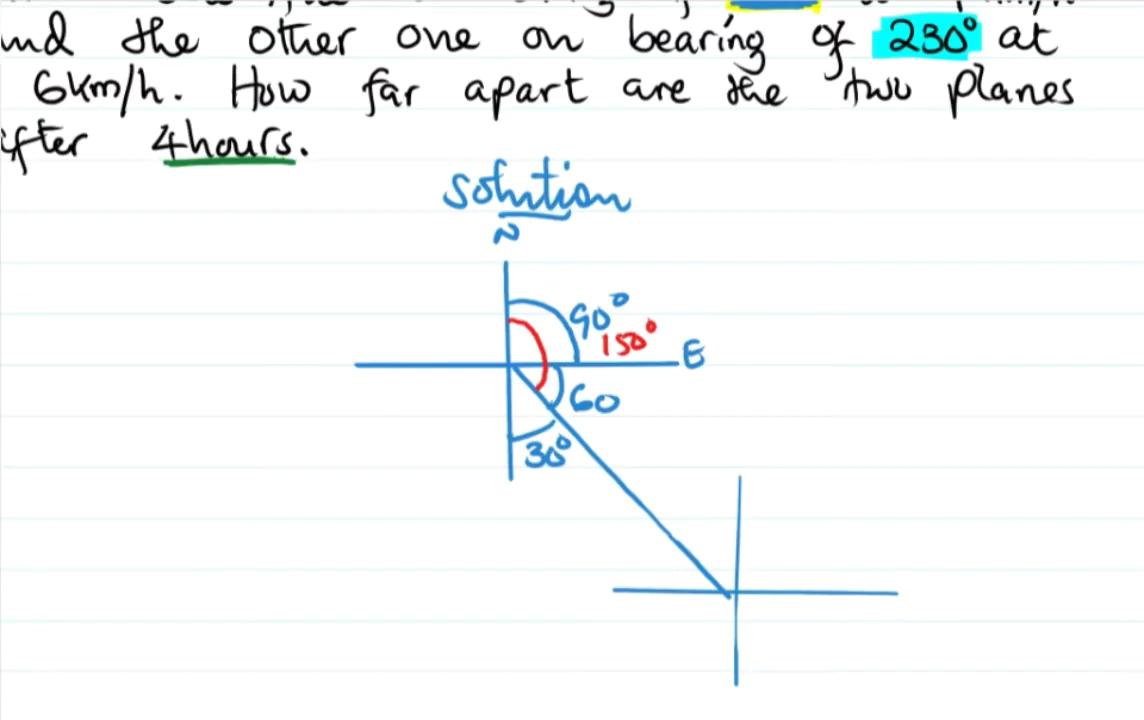 and the other one on bearing of 230° at
6km/h. How far apart are the two planes
after 4hours.
Solution
N
90°
150°
E
60
30°